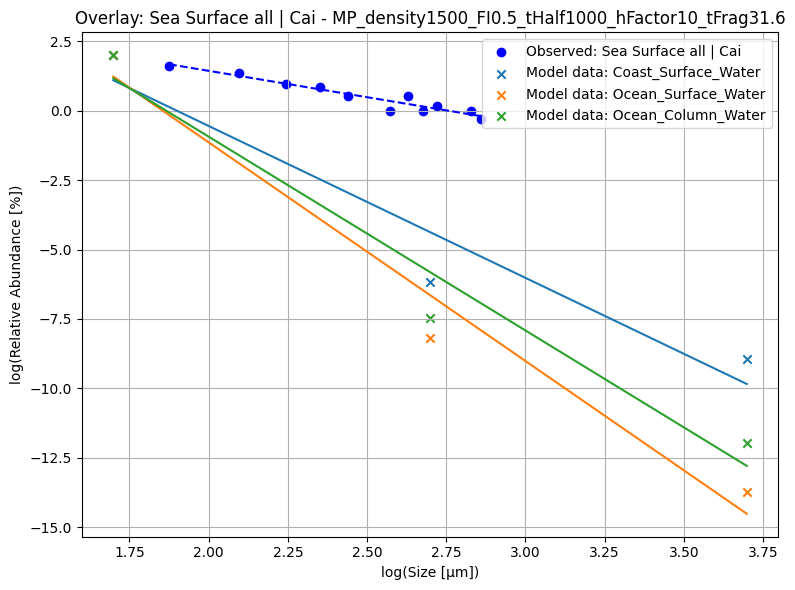 Overlay: Sea Surface all | Cai - MP_density1500_FI0.5_tHalf1000_hFactor10_tFrag31.6
Observed: Sea Surface all | Cai
Model data: Coast_Surface_Water
Model data: Ocean_Surface_Water
Model data: Ocean_Column_Water
log(Relative Abundance [%])
2.5
0.0
−2.5
−5.0
−7.5
−10.0
−12.5
−15.0
1.75 2.00 2.25 2.50 2.75 3.00 3.25 3.50 3.75
log(Size [μm])